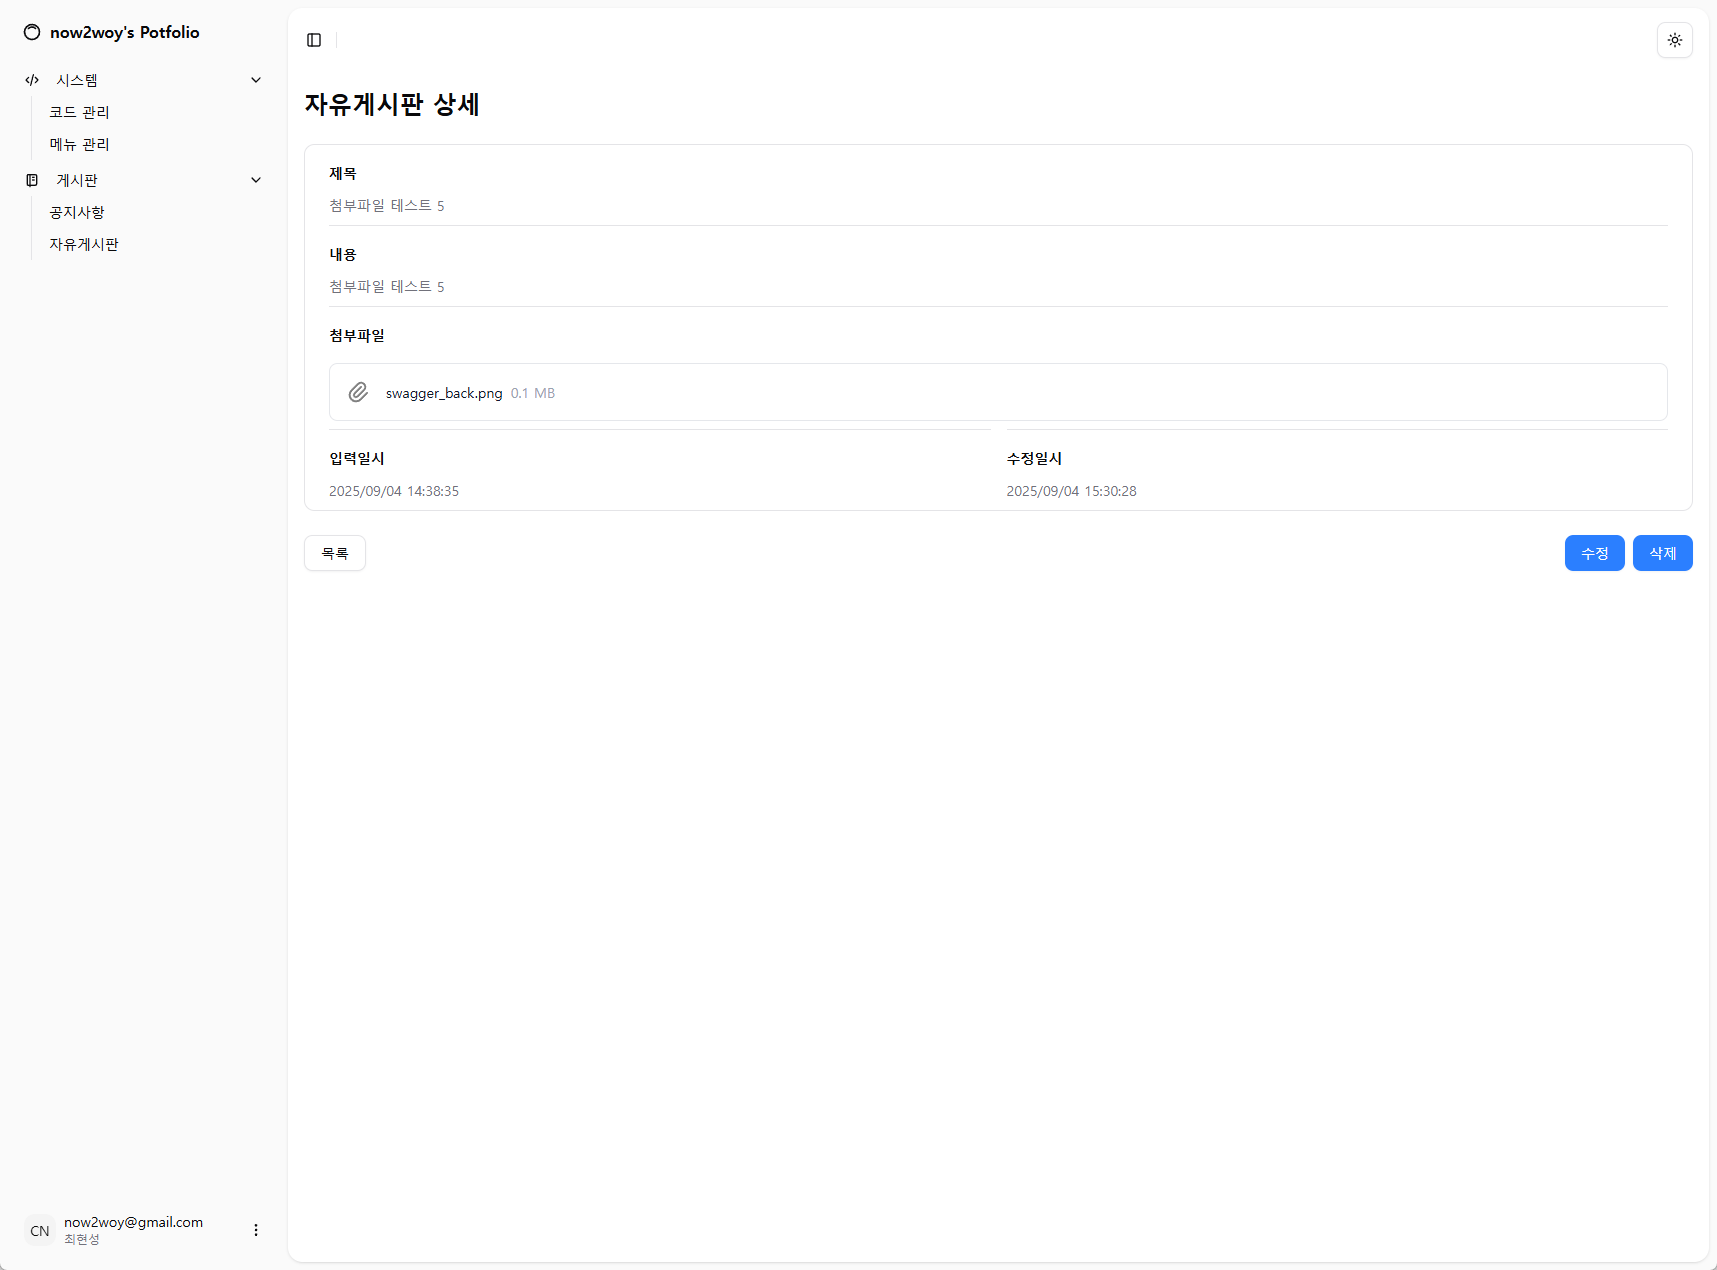 now2woy's Potfolio
시스템
코드 관리
메뉴 관리
게시판
공지사항
자유게시판
CN
now2woy@gmail.com
최현성
자유게시판 상세
제목
첨부파일 테스트 5
내용
첨부파일 테스트 5
첨부파일
swagger_back.png 0.1 MB
입력일시
2025/09/04 14:38:35
수정일시
2025/09/04 15:30:28
목록
수정
삭제